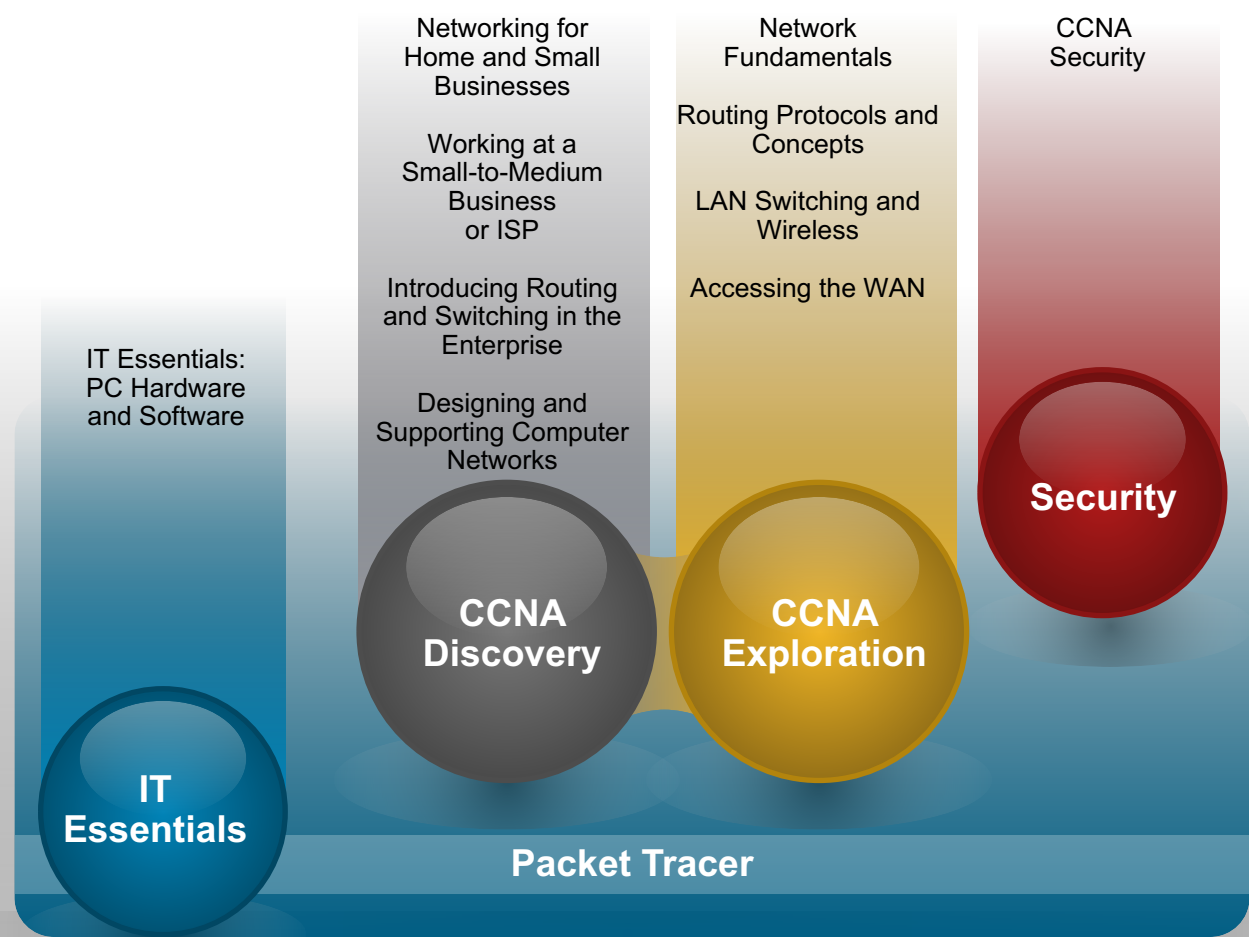 Networking for
Home and Small
Businesses
Working at a
Small-to-Medium
Business
or ISP
Introducing Routing
and Switching in the
Enterprise
Designing and
Supporting Computer
Networks
Network
Fundamentals
Routing Protocols and
Concepts
LAN Switching and
Wireless
Accessing the WAN
CCNA
Security
IT Essentials:
PC Hardware
and Software
IT
Essentials
CCNA
Discovery
CCNA
Exploration
Security
Packet Tracer